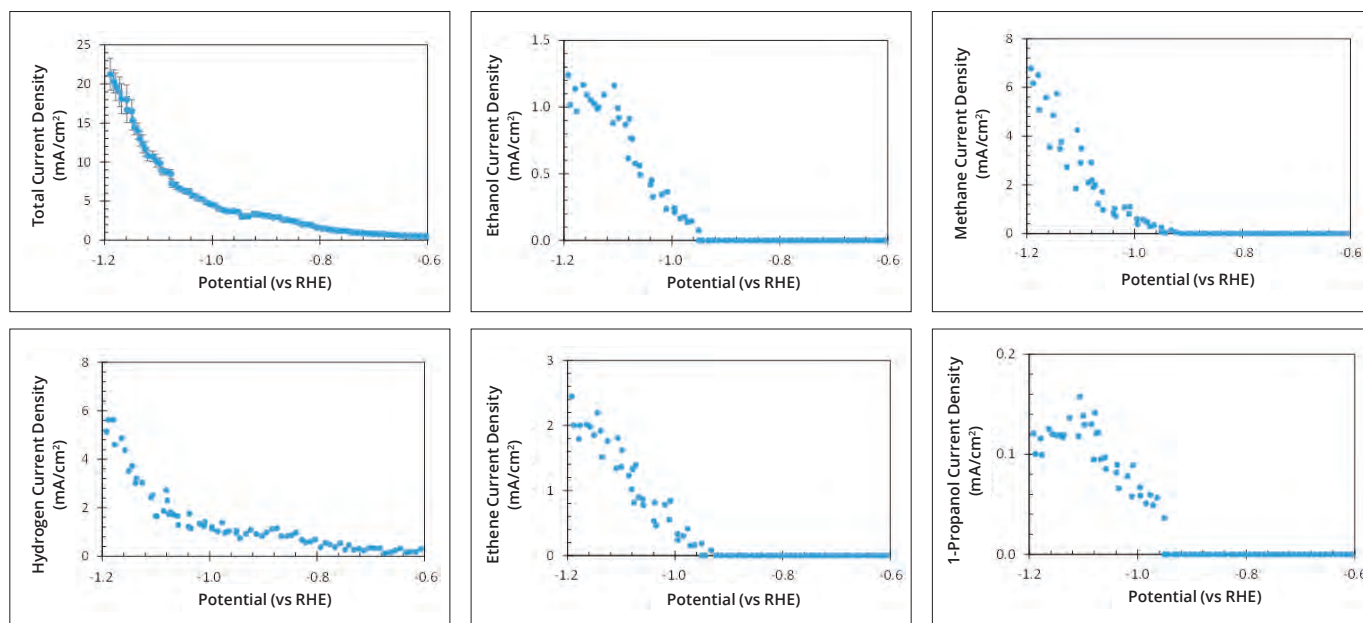 Total Current Density
(mA/cm²)
25
20
15
10
5
0
-1.2
-1.0
-0.8
-0.6
Potential (vs RHE)
Ethanol Current Density
(mA/cm²)
1.5
1.0
0.5
0.0
-1.2
-1.0
-0.8
-0.6
Potential (vs RHE)
Methane Current Density
(mA/cm²)
8
6
4
2
0
-1.2
-1.0
-0.8
-0.6
Potential (vs RHE)
Hydrogen Current Density
(mA/cm²)
8
6
4
2
0
-1.2
-1.0
-0.8
-0.6
Potential (vs RHE)
Ethene Current Density
(mA/cm²)
3
2
1
0
-1.2
-1.0
-0.8
-0.6
Potential (vs RHE)
1-Propanol Current Density
(mA/cm²)
0.2
0.1
0.0
-1.2
-1.0
-0.8
-0.6
Potential (vs RHE)